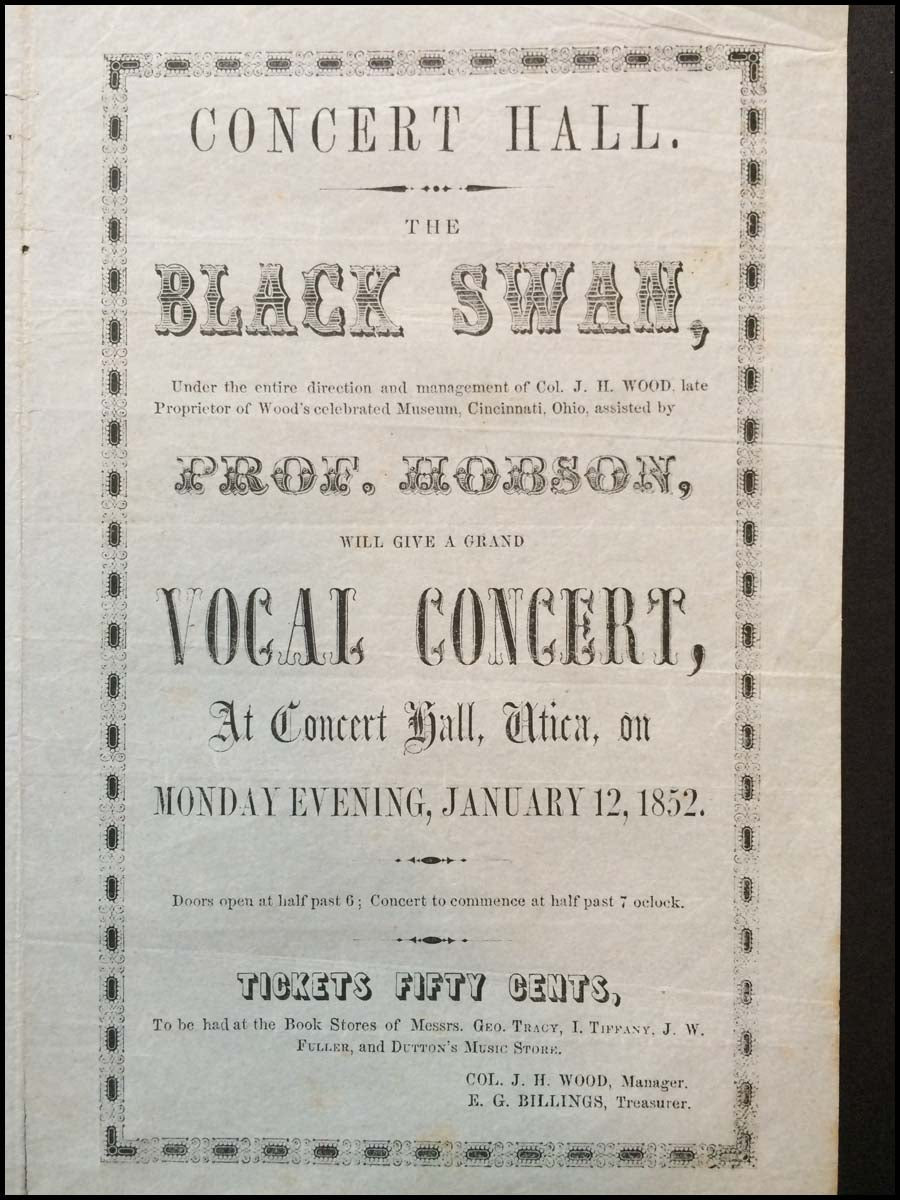 CONCERT HALL.
THE
BLACK SWAN,
Under the entire direction and management of Col. J. H. WOOD, late
Proprietor of Wood's celebrated Museum, Cincinnati, Ohio, assisted by
PROF. HOBSON,
WILL GIVE A GRAND
VOCAL CONCERT,
At Concert Hall, Utica, on
MONDAY EVENING, JANUARY 12, 1852.
Doors open at half past 6; Concert to commence at half past 7 oclock.
TICKETS FIFTY CENTS,
To be had at the Book Stores of Messrs. GEO. TRACY, I. TIFFANY, J. W.
FULLER, and DUTTON'S MUSIC STORE.
COL. J. H. WOOD, Manager.
E. G. BILLINGS, Treasurer.